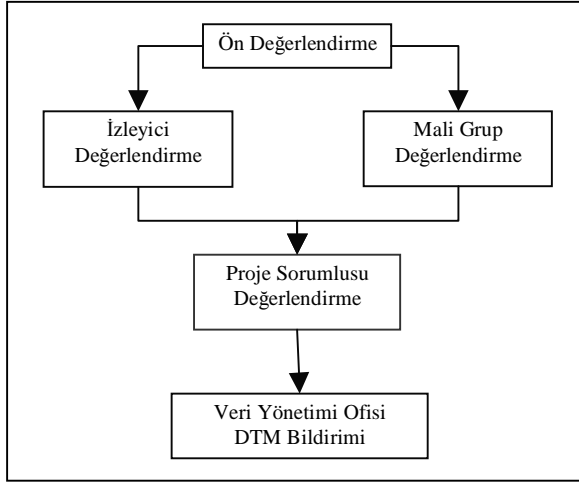 Ön Değerlendirme
İzleyici
Değerlendirme
Mali Grup
Değerlendirme
Proje Sorumlusu
Değerlendirme
Veri Yönetimi Ofisi
DTM Bildirimi